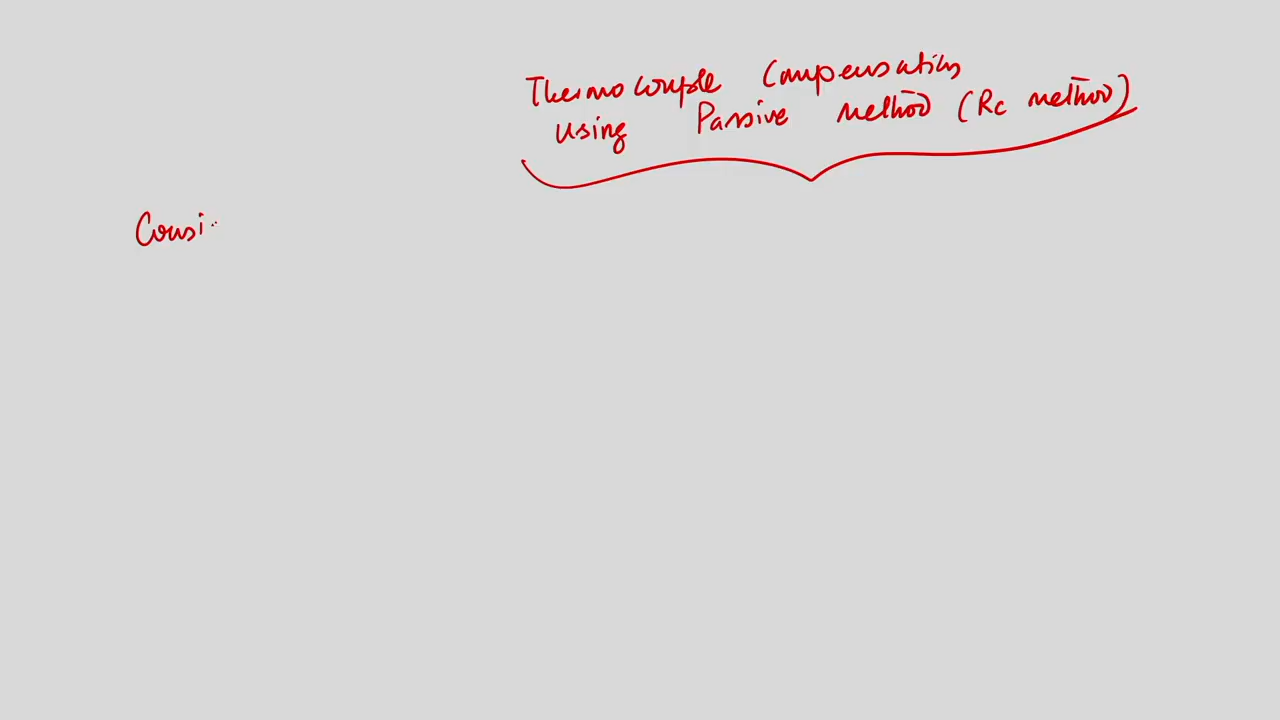 Thermocouple Compensation
using Passive method (Rc method)
Consi